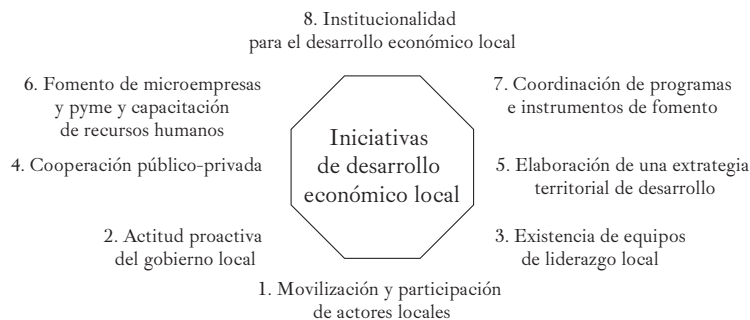 8. Institucionalidad
para el desarrollo económico local
6. Fomento de microempresas
y pyme y capacitación
de recursos humanos
7. Coordinación de programas
e instrumentos de fomento
Iniciativas
de desarrollo
económico local
4. Cooperación público-privada
5. Elaboración de una extrategia
territorial de desarrollo
2. Actitud proactiva
del gobierno local
3. Existencia de equipos
de liderazgo local
1. Movilización y participación
de actores locales